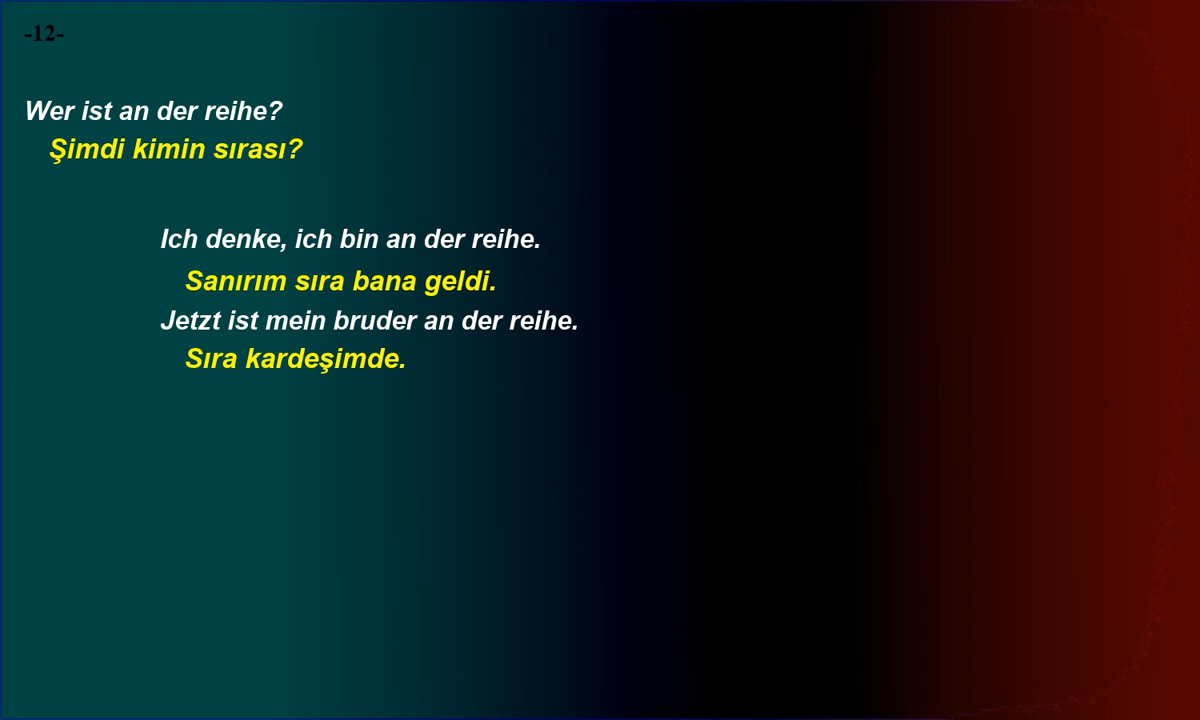 -12-
Wer ist an der reihe?
Şimdi kimin sırası?
Ich denke, ich bin an der reihe.
Sanırım sıra bana geldi.
Jetzt ist mein bruder an der reihe.
Sıra kardeşimde.